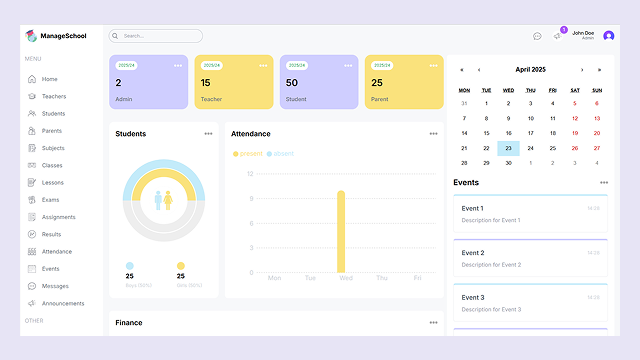 ManageSchool
Search...
1
John Doe
Admin
MENU
Home
Teachers
Students
Parents
Subjects
Classes
Lessons
Exams
Assignments
Results
Attendance
Events
Messages
Announcements
OTHER
2025/24
2
Admin
2025/24
15
Teacher
2025/24
50
Student
2025/24
25
Parent
Students
25
Boys (50%)
25
Girls (50%)
Attendance
present absent
12
9
6
3
0
Mon Tue Wed Thu Fri
Finance
« ‹ April 2025 › »
MON TUE WED THU FRI SAT SUN
31 1 2 3 4 5 6
7 8 9 10 11 12 13
14 15 16 17 18 19 20
21 22 23 24 25 26 27
28 29 30 1 2 3 4
Events
Event 1
Description for Event 1
Event 2
Description for Event 2
Event 3
Description for Event 3